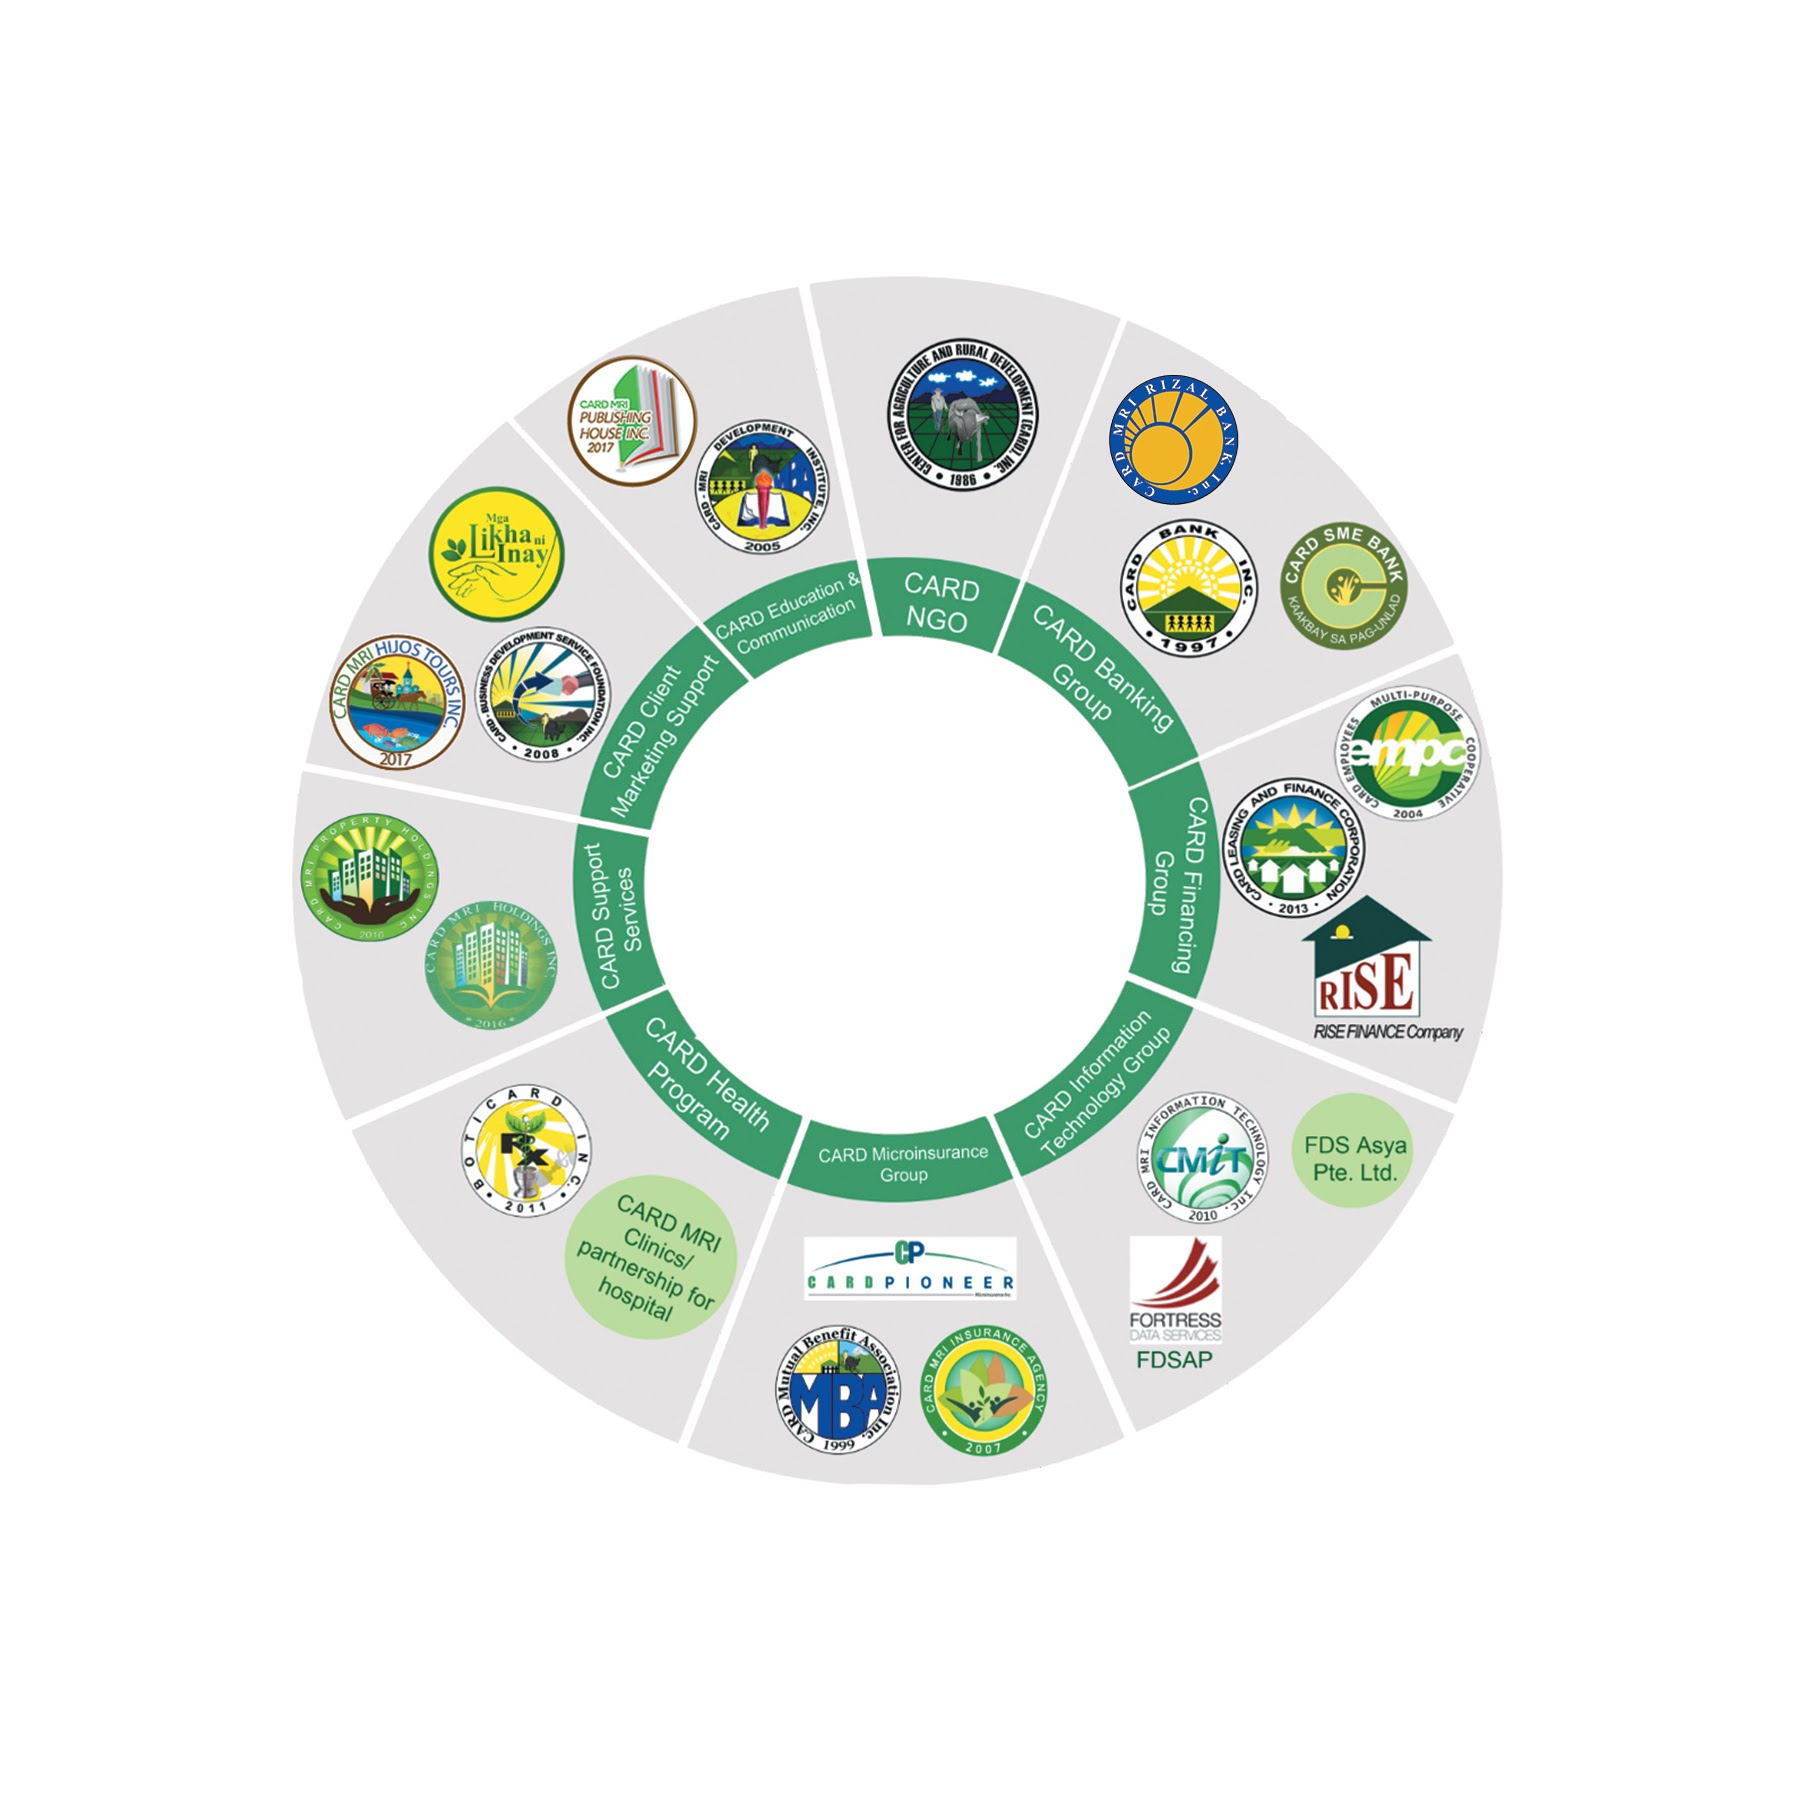 CENTER FOR AGRICULTURE AND RURAL DEVELOPMENT (CARD), INC.
• 1986 •
CARD
NGO
CARD MRI RIZAL BANK, Inc.
CARD BANK INC.
• 1997 •
CARD SME BANK
KAAKBAY SA PAG-UNLAD
CARD Banking
Group
CARD EMPLOYEES MULTI-PURPOSE COOPERATIVE
empc
2004
CARD LEASING AND FINANCE CORPORATION
• 2013 •
RISE
RISE FINANCE Company
CARD Financing
Group
CARD MRI INFORMATION TECHNOLOGY INC.
CMiT
2010
FDS Asya
Pte. Ltd.
FORTRESS
DATA SERVICES
FDSAP
CARD Information
Technology Group
CARD Microinsurance
Group
CP
CARDPIONEER
Microinsurance Inc.
CARD Mutual Benefit Association Inc.
MBA
1999
CARD MRI INSURANCE AGENCY
• 2007 •
CARD Health
Program
• BOTICARD INC. •
Rx
2011
CARD MRI
Clinics/
partnership for
hospital
CARD Support
Services
CARD MRI PROPERTY HOLDINGS INC
2016
CARD MRI HOLDINGS INC.
• 2016 •
CARD Client
Marketing Support
Mga
Likha ni
Inay
CARD MRI HIJOS TOURS INC.
2017
CARD-BUSINESS DEVELOPMENT SERVICE FOUNDATION INC.
• 2008 •
CARD Education &
Communication
CARD MRI
PUBLISHING
HOUSE INC.
2017
CARD - MRI DEVELOPMENT INSTITUTE, INC.
2005